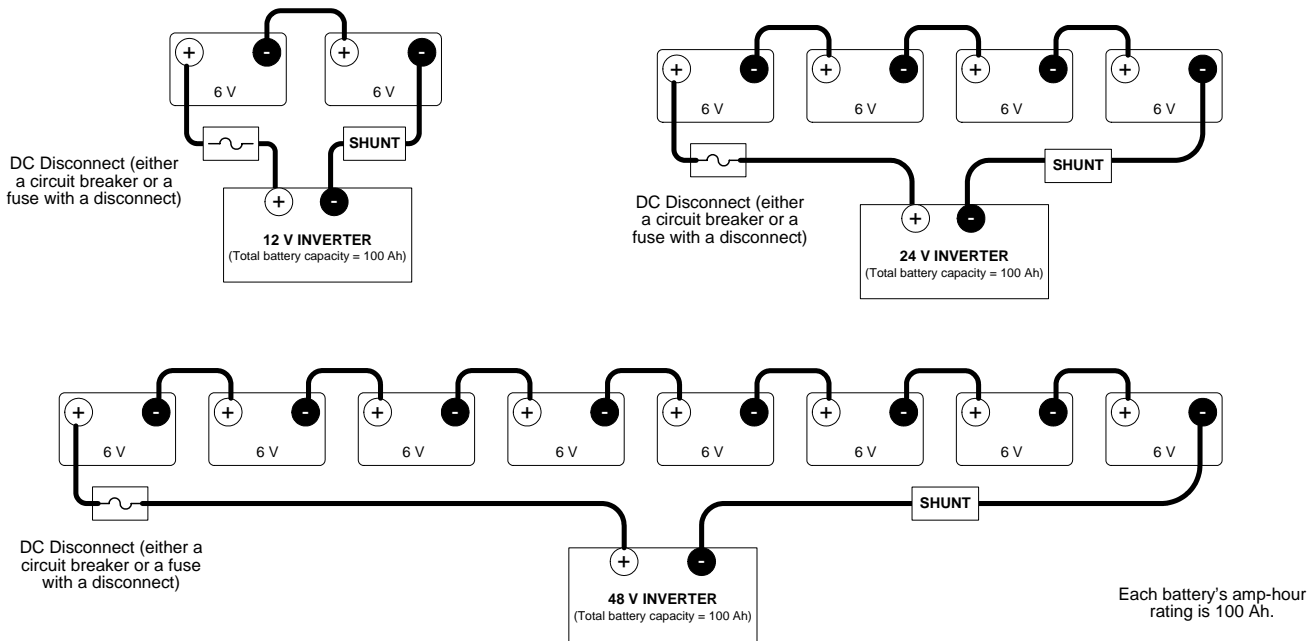 + - + -
6 V 6 V
SHUNT
DC Disconnect (either
a circuit breaker or a
fuse with a disconnect)
+ -
12 V INVERTER
(Total battery capacity = 100 Ah)
+ - + - + - + -
6 V 6 V 6 V 6 V
SHUNT
DC Disconnect (either
a circuit breaker or a
fuse with a disconnect)
+ -
24 V INVERTER
(Total battery capacity = 100 Ah)
+ - + - + - + - + - + - + - + -
6 V 6 V 6 V 6 V 6 V 6 V 6 V 6 V
SHUNT
DC Disconnect (either a
circuit breaker or a fuse
with a disconnect)
+ -
48 V INVERTER
(Total battery capacity = 100 Ah)
Each battery’s amp-hour
rating is 100 Ah.